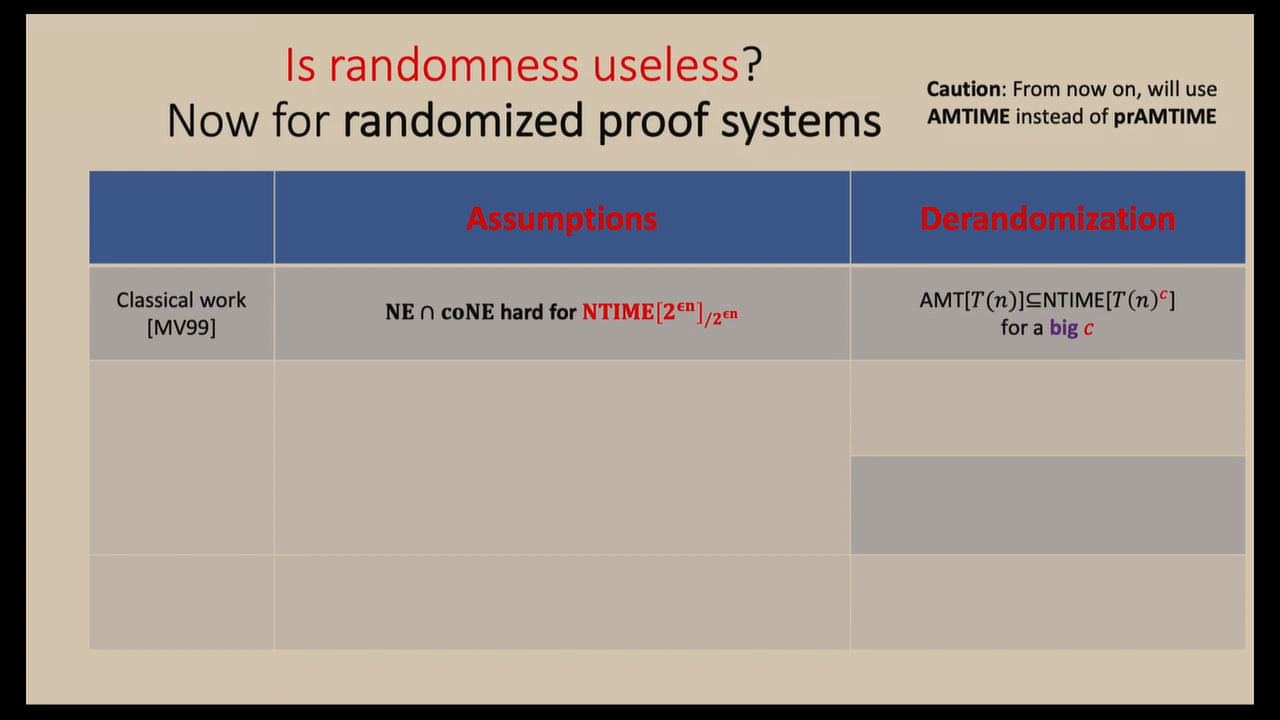 Is randomness useless?
Now for randomized proof systems
Caution: From now on, will use
AMTIME instead of prAMTIME
Assumptions
Derandomization
Classical work
[MV99]
NE ∩ coNE hard for NTIME[2^ϵn]/2^ϵn
AMT[T(n)]⊆NTIME[T(n)^c]
for a big c